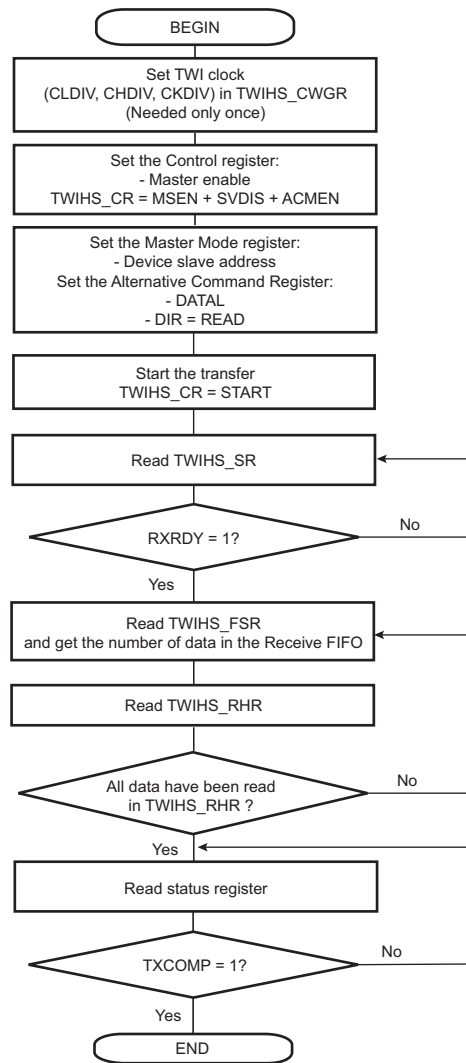 BEGIN
Set TWI clock
(CLDIV, CHDIV, CKDIV) in TWIHS_CWGR
(Needed only once)
Set the Control register:
- Master enable
TWIHS_CR = MSEN + SVDIS + ACMEN
Set the Master Mode register:
- Device slave address
Set the Alternative Command Register:
- DATAL
- DIR = READ
Start the transfer
TWIHS_CR = START
Read TWIHS_SR
RXRDY = 1?
No
Yes
Read TWIHS_FSR
and get the number of data in the Receive FIFO
Read TWIHS_RHR
All data have been read
in TWIHS_RHR ?
No
Yes
Read status register
TXCOMP = 1?
No
Yes
END